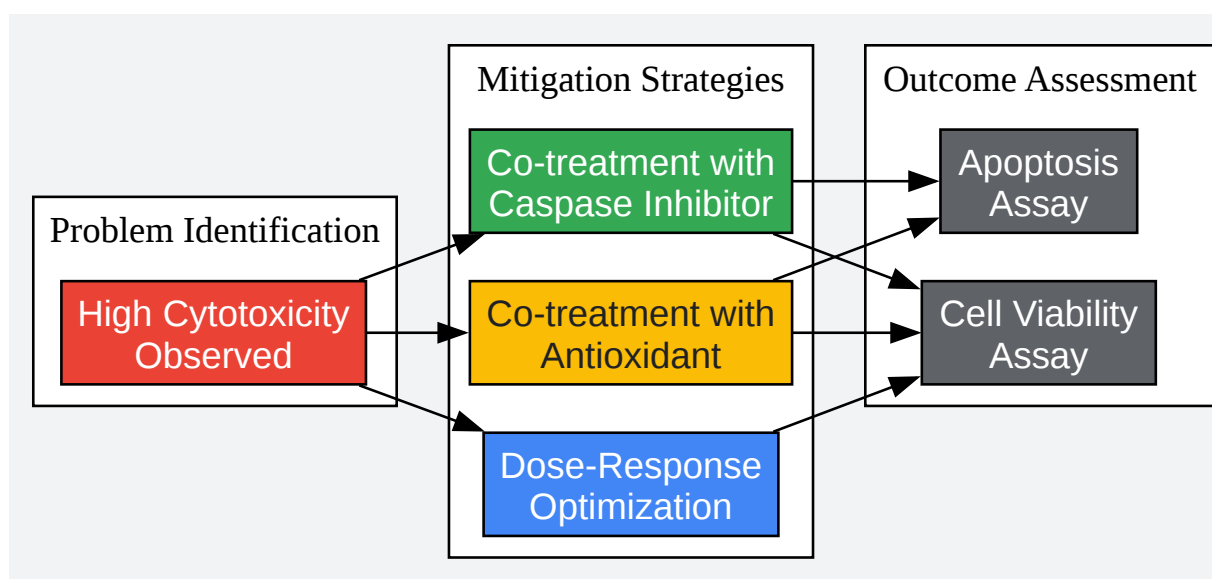 Problem Identification
High Cytotoxicity
Observed
Mitigation Strategies
Co-treatment with
Caspase Inhibitor
Co-treatment with
Antioxidant
Dose-Response
Optimization
Outcome Assessment
Apoptosis
Assay
Cell Viability
Assay